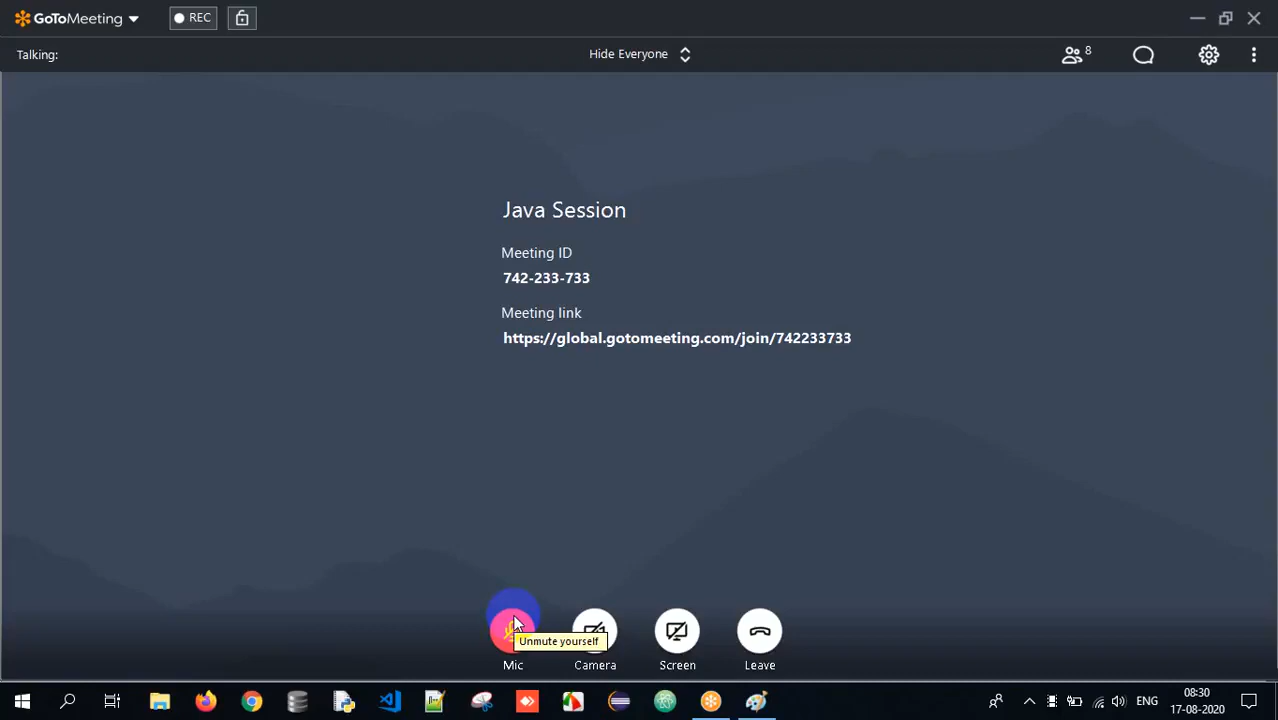 GoToMeeting
REC
Talking:
Hide Everyone
8
Java Session
Meeting ID
742-233-733
Meeting link
https://global.gotomeeting.com/join/742233733
Unmute yourself
Mic
Camera
Screen
Leave
ENG
08:30
17-08-2020